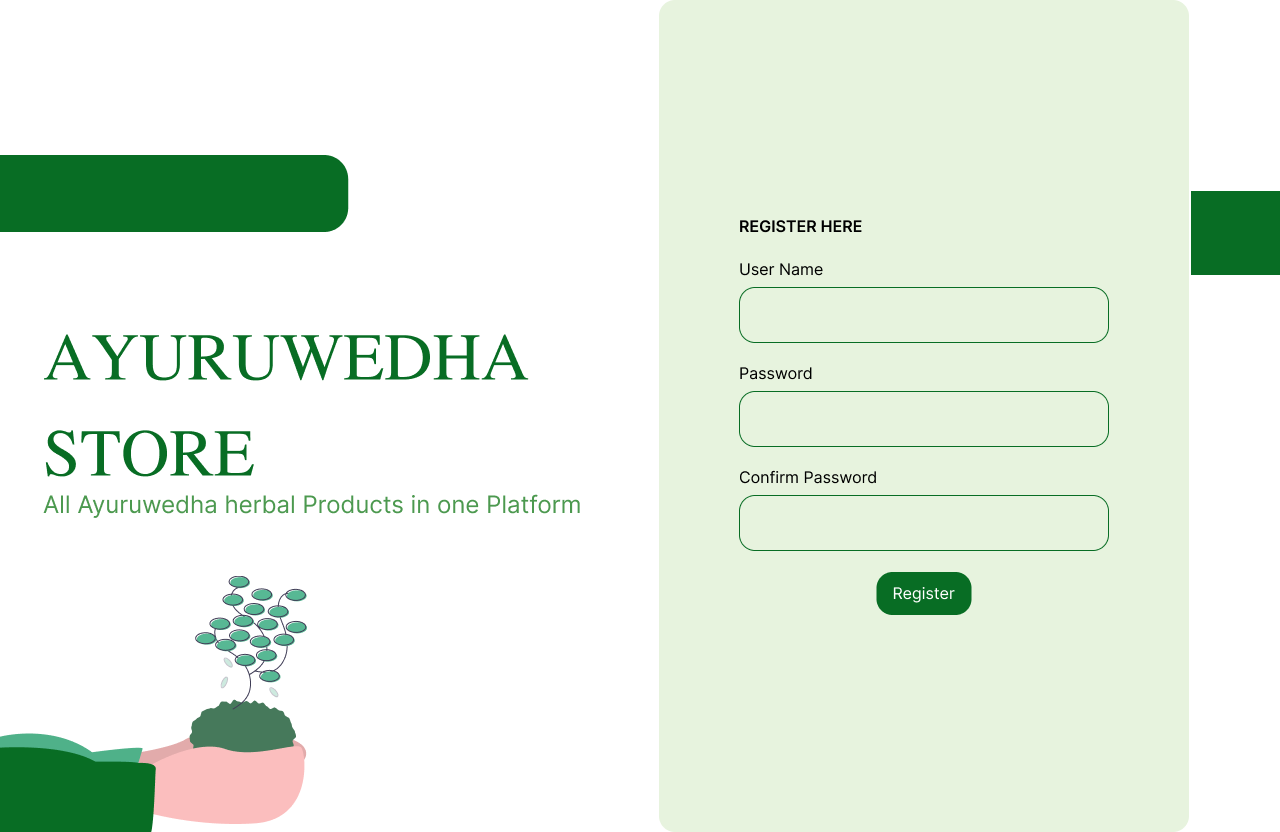 AYURUWEDHA
STORE
All Ayuruwedha herbal Products in one Platform
REGISTER HERE
User Name
Password
Confirm Password
Register